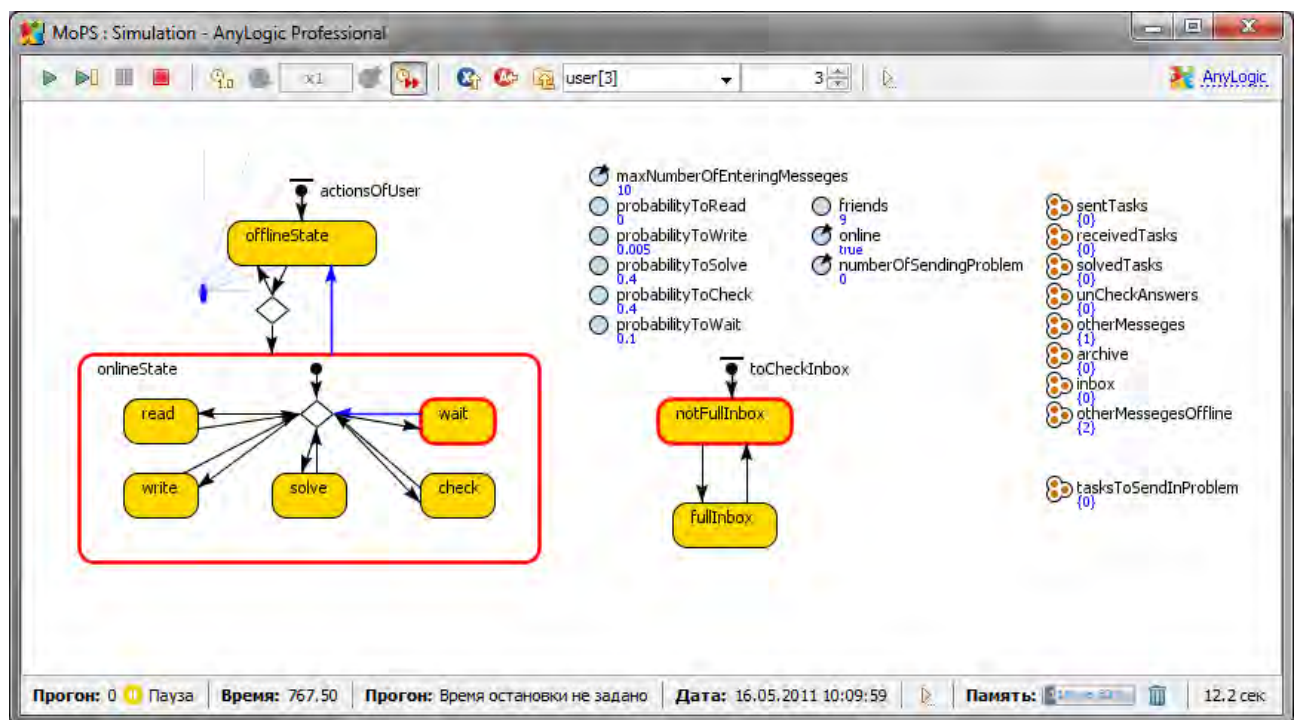 MoPS : Simulation - AnyLogic Professional
1.0 x1 user[3] 3 AnyLogic
actionsOfUser
offlineState
onlineState
read
wait
write
solve
check
maxNumberOfEnteringMesseges
10
probabilityToRead
0
probabilityToWrite
0.005
probabilityToSolve
0.4
probabilityToCheck
0.4
probabilityToWait
0.1
friends
9
online
true
numberOfSendingProblem
0
toCheckInbox
notFullInbox
fullInbox
sentTasks
{0}
receivedTasks
{0}
solvedTasks
{0}
unCheckAnswers
{0}
otherMesseges
{1}
archive
{0}
inbox
{0}
otherMessegesOffline
{2}
tasksToSendInProblem
{0}
Прогон: 0 Пауза Время: 767.50 Прогон: Время остановки не задано Дата: 16.05.2011 10:09:59 Память: 12.2 сек